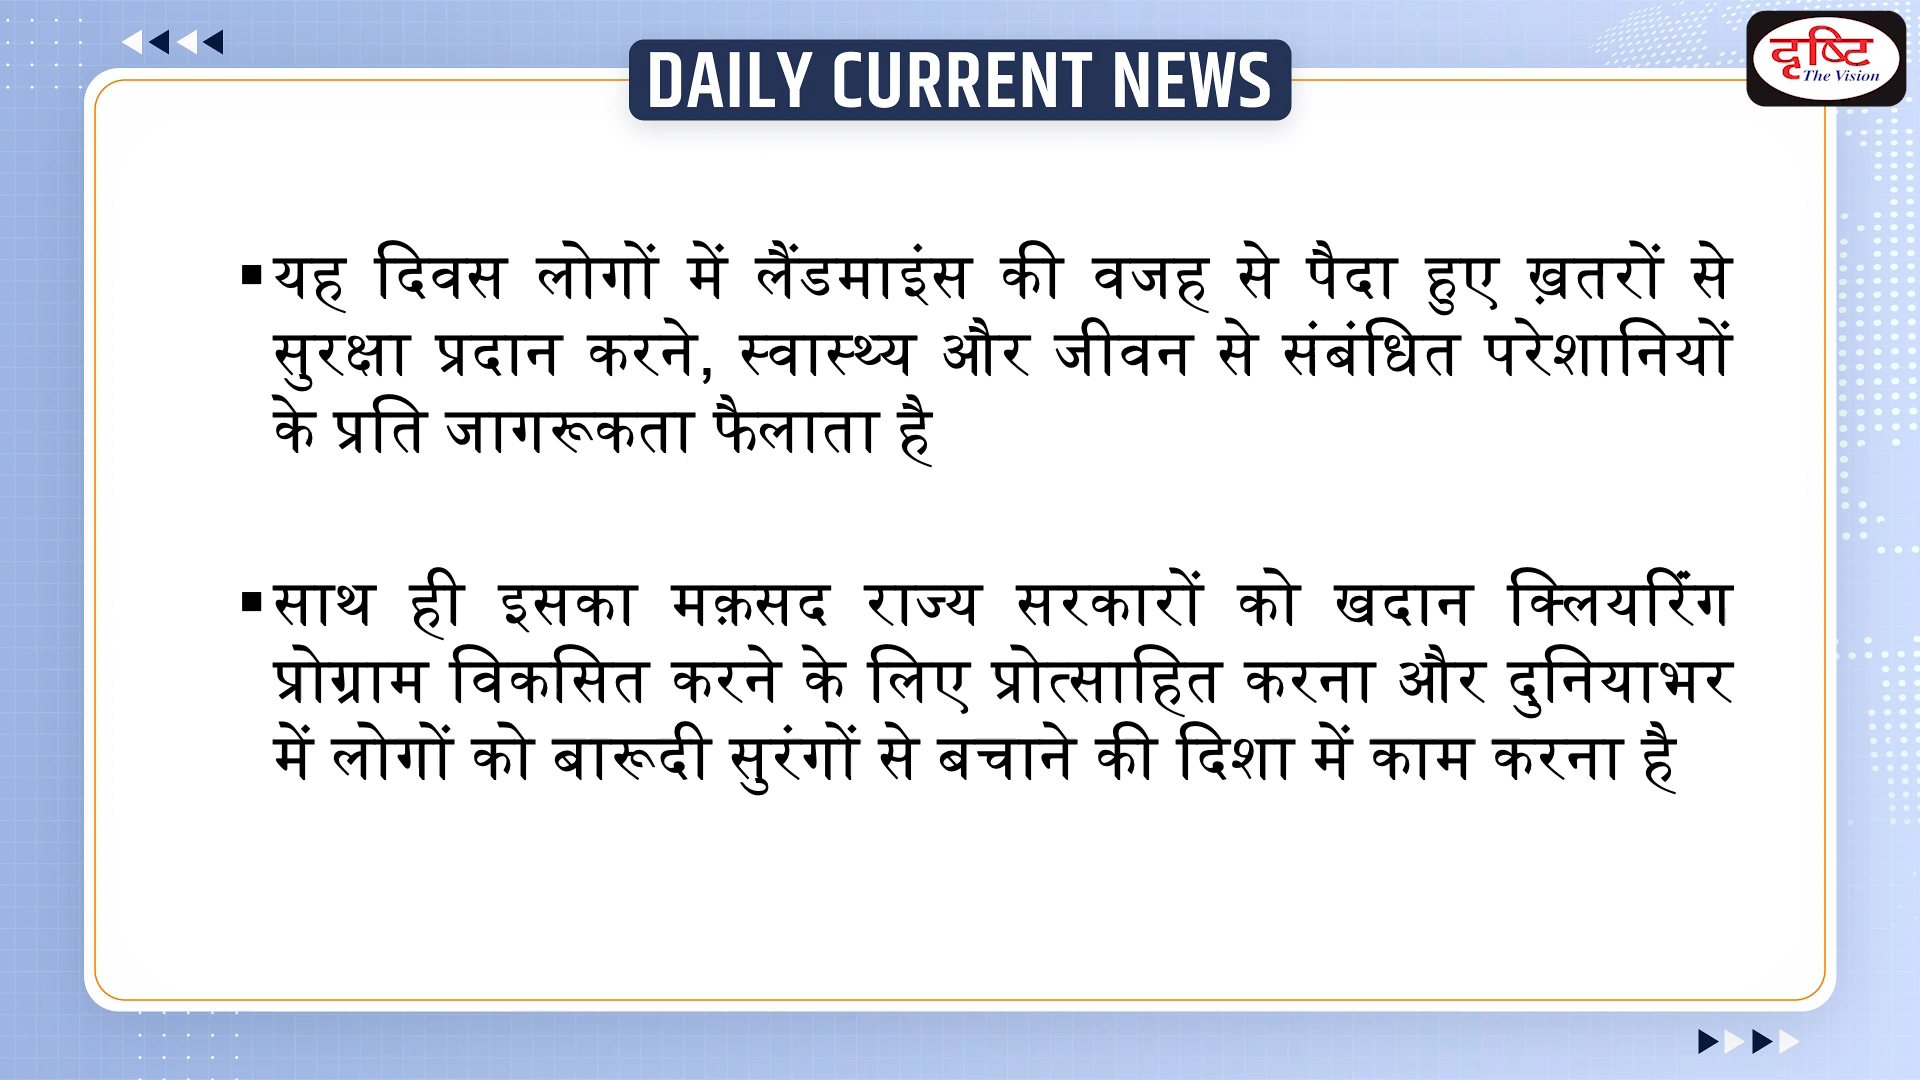 DAILY CURRENT NEWS
दृष्टि
The Vision
▪यह दिवस लोगों में लैंडमाइंस की वजह से पैदा हुए ख़तरों से
सुरक्षा प्रदान करने, स्वास्थ्य और जीवन से संबंधित परेशानियों
के प्रति जागरूकता फैलाता है
▪साथ ही इसका मक़सद राज्य सरकारों को खदान क्लियरिंग
प्रोग्राम विकसित करने के लिए प्रोत्साहित करना और दुनियाभर
में लोगों को बारूदी सुरंगों से बचाने की दिशा में काम करना है